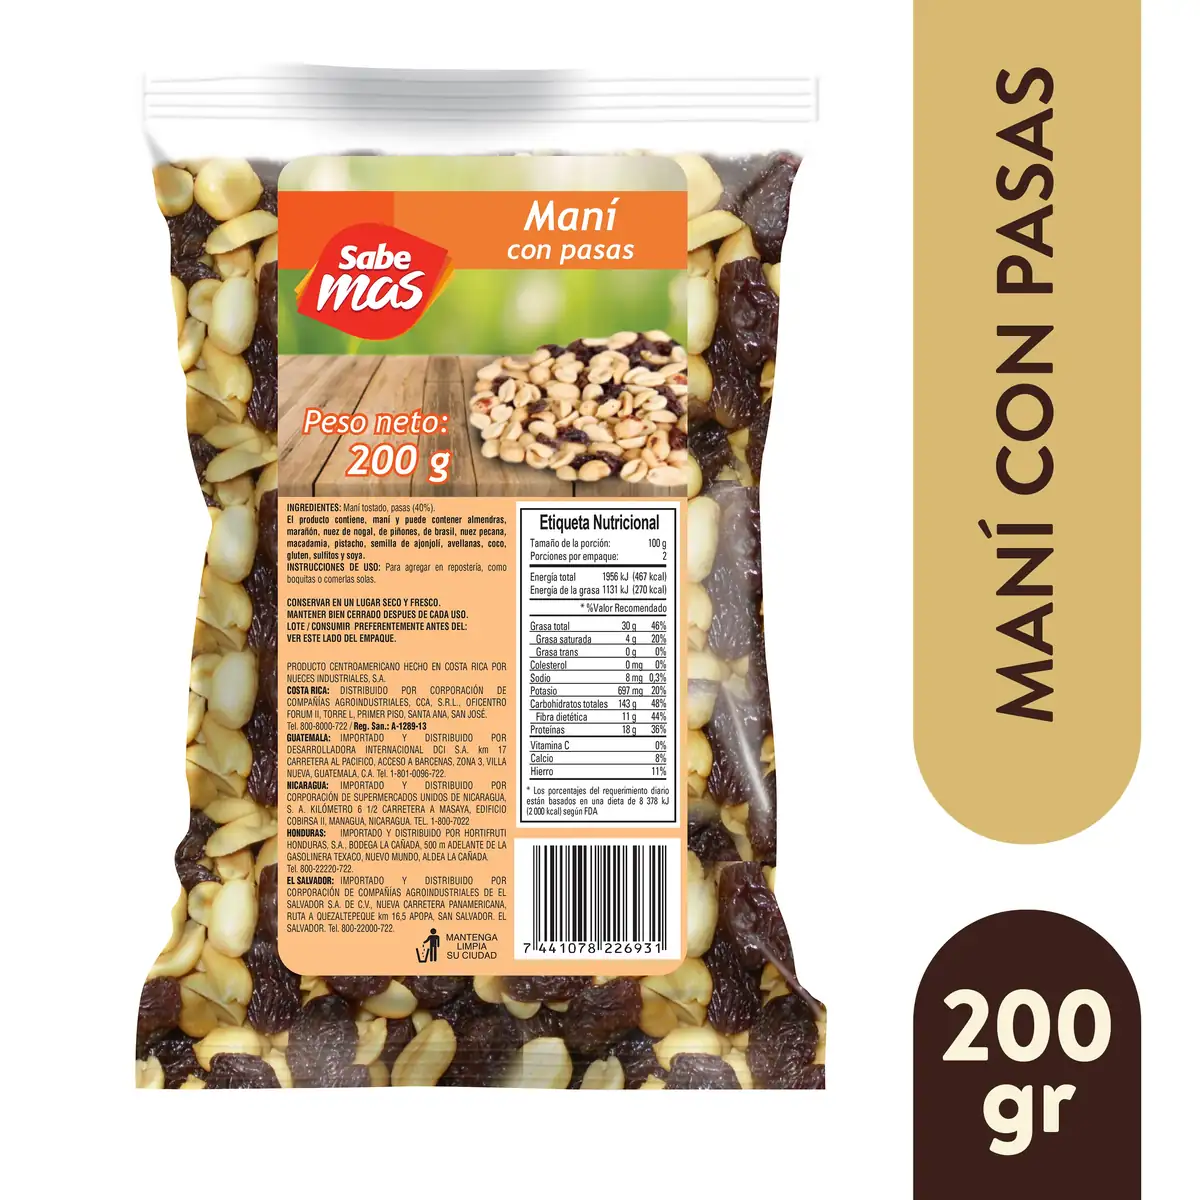 Maní
con pasas
Sabe
mas
Peso neto:
200 g
INGREDIENTES: Maní tostado, pasas (40%).
El producto contiene, maní y puede contener almendras,
marañón, nuez de nogal, de piñones, de brasil, nuez pecana,
macadamia, pistacho, semilla de ajonjolí, avellanas, coco,
gluten, sulfitos y soya.
INSTRUCCIONES DE USO: Para agregar en repostería, como
boquitas o comerlas solas.
CONSERVAR EN UN LUGAR SECO Y FRESCO.
MANTENER BIEN CERRADO DESPUES DE CADA USO.
LOTE / CONSUMIR PREFERENTEMENTE ANTES DEL:
VER ESTE LADO DEL EMPAQUE.
PRODUCTO CENTROAMERICANO HECHO EN COSTA RICA POR
NUECES INDUSTRIALES, S.A.
COSTA RICA: DISTRIBUIDO POR CORPORACIÓN DE
COMPAÑÍAS AGROINDUSTRIALES, CCA, S.R.L., OFICENTRO
FORUM II, TORRE L, PRIMER PISO, SANTA ANA, SAN JOSÉ.
Tel. 800-8000-722 / Reg. San.: A-1289-13
GUATEMALA: IMPORTADO Y DISTRIBUIDO POR
DESARROLLADORA INTERNACIONAL DCI S.A. km 17
CARRETERA AL PACIFICO, ACCESO A BARCENAS, ZONA 3, VILLA
NUEVA, GUATEMALA, C.A. Tel. 1-801-0096-722.
NICARAGUA: IMPORTADO Y DISTRIBUIDO POR
CORPORACIÓN DE SUPERMERCADOS UNIDOS DE NICARAGUA,
S. A. KILÓMETRO 6 1/2 CARRETERA A MASAYA, EDIFICIO
COBIRSA II, MANAGUA, NICARAGUA. TEL. 1-800-7022
HONDURAS: IMPORTADO Y DISTRIBUIDO POR HORTIFRUTI
HONDURAS, S.A., BODEGA LA CAÑADA, 500 m ADELANTE DE LA
GASOLINERA TEXACO, NUEVO MUNDO, ALDEA LA CAÑADA.
Tel. 800-22220-722.
EL SALVADOR: IMPORTADO Y DISTRIBUIDO POR
CORPORACIÓN DE COMPAÑÍAS AGROINDUSTRIALES DE EL
SALVADOR S.A. DE C.V., NUEVA CARRETERA PANAMERICANA,
RUTA A QUEZALTEPEQUE km 16,5 APOPA, SAN SALVADOR. EL
SALVADOR. Tel. 800-22000-722.
MANTENGA
LIMPIA
SU CIUDAD
Etiqueta Nutricional
Tamaño de la porción: 100 g
Porciones por empaque: 2
Energía total 1956 kJ (467 kcal)
Energía de la grasa 1131 kJ (270 kcal)
* %Valor Recomendado
Grasa total 30 g 46%
Grasa saturada 4 g 20%
Grasa trans 0 g 0%
Colesterol 0 mg 0%
Sodio 8 mg 0,3%
Potasio 697 mg 20%
Carbohidratos totales 143 g 48%
Fibra dietética 11 g 44%
Proteínas 18 g 36%
Vitamina C 0%
Calcio 8%
Hierro 11%
* Los porcentajes del requerimiento diario
están basados en una dieta de 8 378 kJ
(2 000 kcal) según FDA
7 441078 226931
MANÍ CON PASAS
200
gr